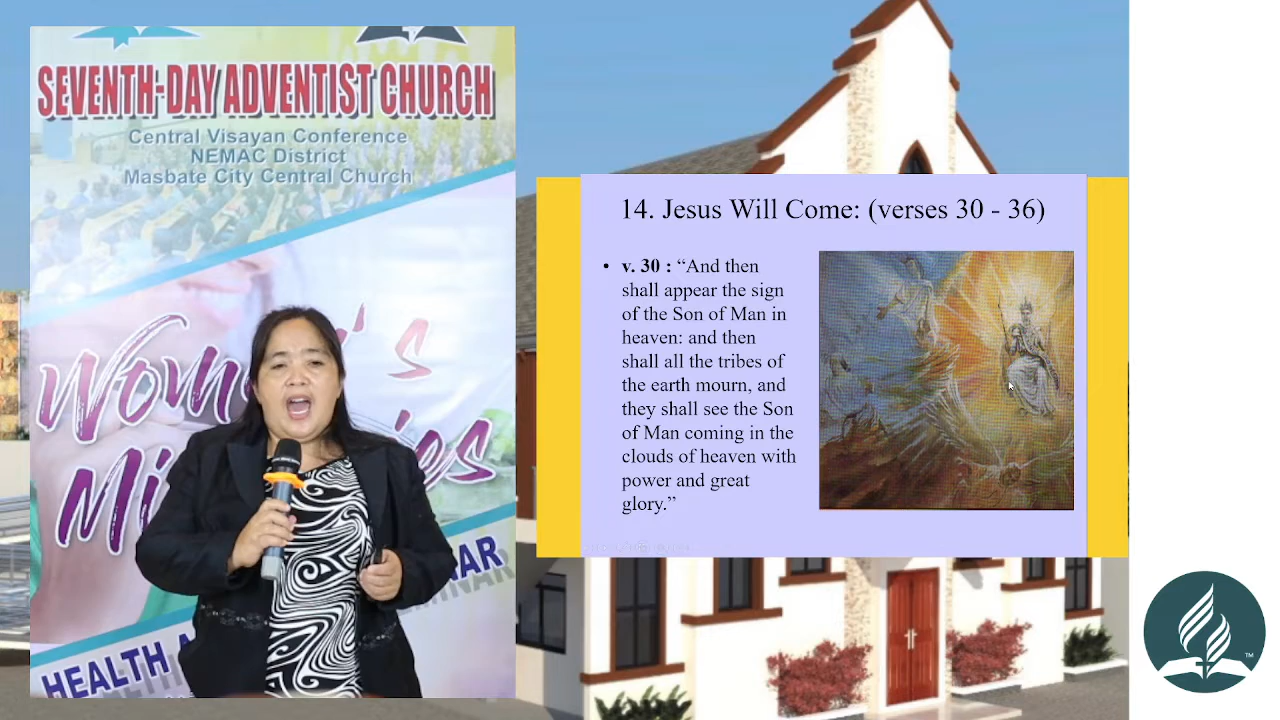 SEVENTH-DAY ADVENTIST CHURCH
Central Visayan Conference
NEMAC District
Masbate City Central Church
HEALTH
14. Jesus Will Come: (verses 30 - 36)
• v. 30 : “And then
shall appear the sign
of the Son of Man in
heaven: and then
shall all the tribes of
the earth mourn, and
they shall see the Son
of Man coming in the
clouds of heaven with
power and great
glory.”
TM